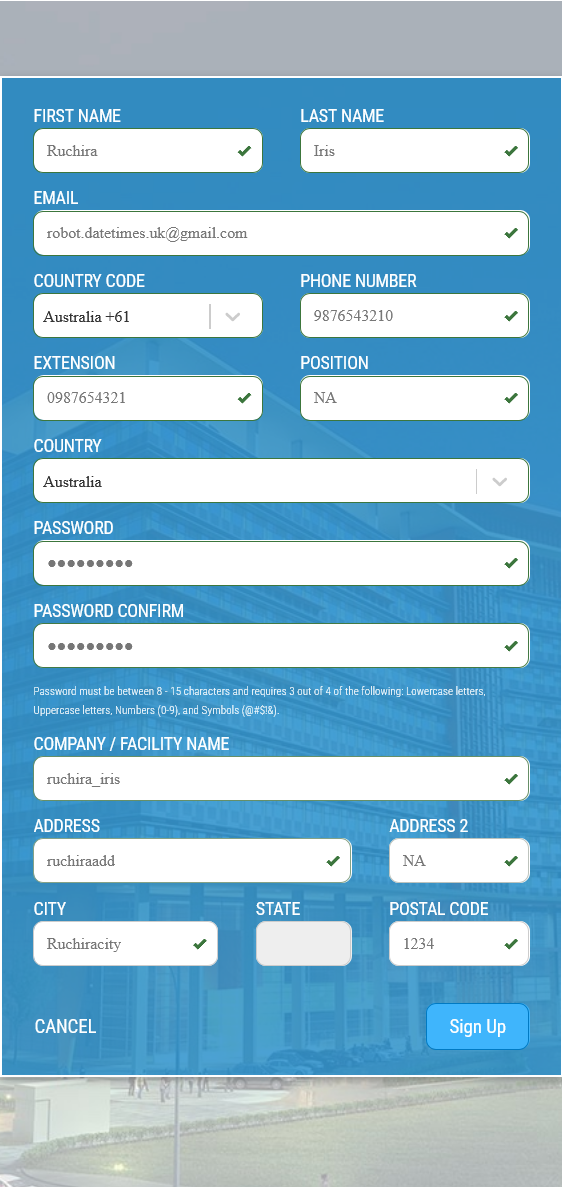 FIRST NAME LAST NAME
Ruchira Iris
EMAIL
robot.datetimes.uk@gmail.com
COUNTRY CODE PHONE NUMBER
Australia +61 9876543210
EXTENSION POSITION
0987654321 NA
COUNTRY
Australia
PASSWORD
●●●●●●●●●
PASSWORD CONFIRM
●●●●●●●●●
Password must be between 8 - 15 characters and requires 3 out of 4 of the following: Lowercase letters,
Uppercase letters, Numbers (0-9), and Symbols (@#$!&).
COMPANY / FACILITY NAME
ruchira_iris
ADDRESS ADDRESS 2
ruchiraadd NA
CITY STATE POSTAL CODE
Ruchiracity 1234
CANCEL Sign Up